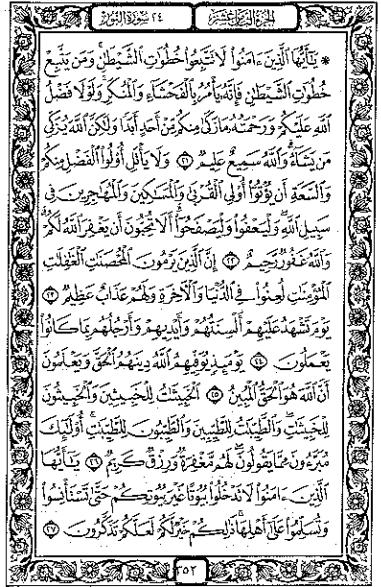 الجزء الثامن عشر ٢٤ سورة النور
* يَٰٓأَيُّهَا ٱلَّذِينَ ءَامَنُوا۟ لَا تَتَّبِعُوا۟ خُطُوَٰتِ ٱلشَّيْطَٰنِ ۚ وَمَن يَتَّبِعْ
خُطُوَٰتِ ٱلشَّيْطَٰنِ فَإِنَّهُۥ يَأْمُرُ بِٱلْفَحْشَآءِ وَٱلْمُنكَرِ ۚ وَلَوْلَا فَضْلُ
ٱللَّهِ عَلَيْكُمْ وَرَحْمَتُهُۥ مَا زَكَىٰ مِنكُم مِّنْ أَحَدٍ أَبَدًا وَلَٰكِنَّ ٱللَّهَ يُزَكِّى
مَن يَشَآءُ ۗ وَٱللَّهُ سَمِيعٌ عَلِيمٌ ٢١ وَلَا يَأْتَلِ أُو۟لُوا۟ ٱلْفَضْلِ مِنكُمْ
وَٱلسَّعَةِ أَن يُؤْتُوٓا۟ أُو۟لِى ٱلْقُرْبَىٰ وَٱلْمَسَٰكِينَ وَٱلْمُهَٰجِرِينَ فِى
سَبِيلِ ٱللَّهِ ۖ وَلْيَعْفُوا۟ وَلْيَصْفَحُوٓا۟ ۗ أَلَا تُحِبُّونَ أَن يَغْفِرَ ٱللَّهُ لَكُمْ ۗ
وَٱللَّهُ غَفُورٌ رَّحِيمٌ ٢٢ إِنَّ ٱلَّذِينَ يَرْمُونَ ٱلْمُحْصَنَٰتِ ٱلْغَٰفِلَٰتِ
ٱلْمُؤْمِنَٰتِ لُعِنُوا۟ فِى ٱلدُّنْيَا وَٱلْءَاخِرَةِ وَلَهُمْ عَذَابٌ عَظِيمٌ ٢٣
يَوْمَ تَشْهَدُ عَلَيْهِمْ أَلْسِنَتُهُمْ وَأَيْدِيهِمْ وَأَرْجُلُهُم بِمَا كَانُوا۟
يَعْمَلُونَ ٢٤ يَوْمَئِذٍ يُوَفِّيهِمُ ٱللَّهُ دِينَهُمُ ٱلْحَقَّ وَيَعْلَمُونَ
أَنَّ ٱللَّهَ هُوَ ٱلْحَقُّ ٱلْمُبِينُ ٢٥ ٱلْخَبِيثَٰتُ لِلْخَبِيثِينَ وَٱلْخَبِيثُونَ
لِلْخَبِيثَٰتِ ۖ وَٱلطَّيِّبَٰتُ لِلطَّيِّبِينَ وَٱلطَّيِّبُونَ لِلطَّيِّبَٰتِ ۚ أُو۟لَٰٓئِكَ
مُبَرَّءُونَ مِمَّا يَقُولُونَ ۖ لَهُم مَّغْفِرَةٌ وَرِزْقٌ كَرِيمٌ ٢٦ يَٰٓأَيُّهَا
ٱلَّذِينَ ءَامَنُوا۟ لَا تَدْخُلُوا۟ بُيُوتًا غَيْرَ بُيُوتِكُمْ حَتَّىٰ تَسْتَأْنِسُوا۟
وَتُسَلِّمُوا۟ عَلَىٰٓ أَهْلِهَا ۚ ذَٰلِكُمْ خَيْرٌ لَّكُمْ لَعَلَّكُمْ تَذَكَّرُونَ ٢٧
٣٥٢